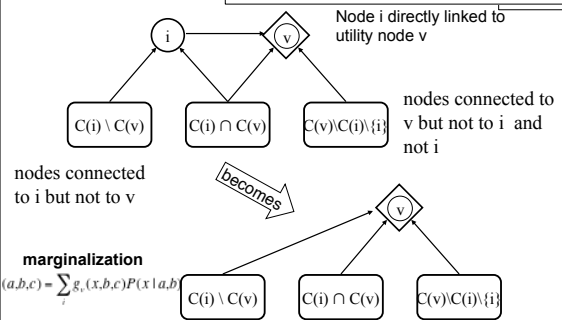 Node i directly linked to
utility node v
i
v
C(i) \ C(v)
C(i) ∩ C(v)
C(v)\C(i)\{i}
nodes connected to
v but not to i and
not i
nodes connected
to i but not to v
becomes
v
marginalization
(a,b,c) = ∑ g_v(x,b,c)P(x | a,b)
i
C(i) \ C(v)
C(i) ∩ C(v)
C(v)\C(i)\{i}